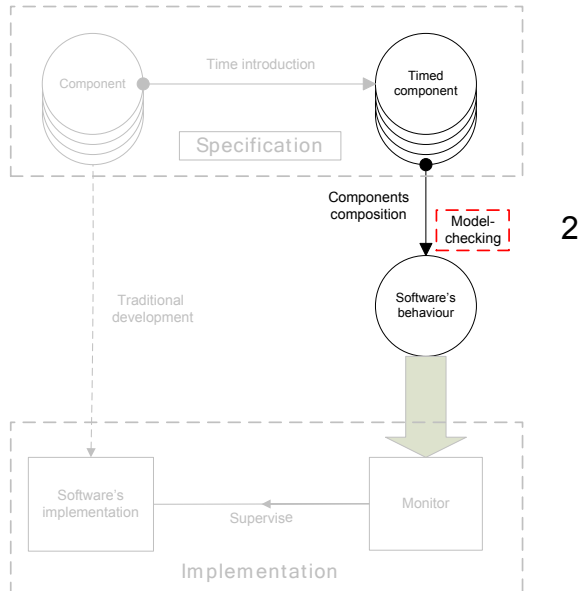 Component
Time introduction
Timed
component
Specification
Components
composition
Model-
checking
2
Traditional
development
Software's
behaviour
Software's
implementation
Supervise
Monitor
Implementation